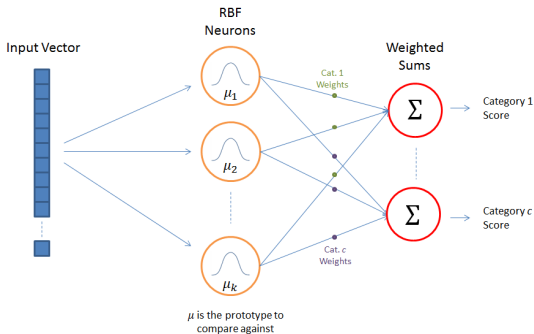 Input Vector
RBF
Neurons
Weighted
Sums
μ₁
Cat. 1
Weights
Σ
Category 1
Score
μ₂
Σ
Category c
Score
Cat. c
Weights
μₖ
μ is the prototype to
compare against